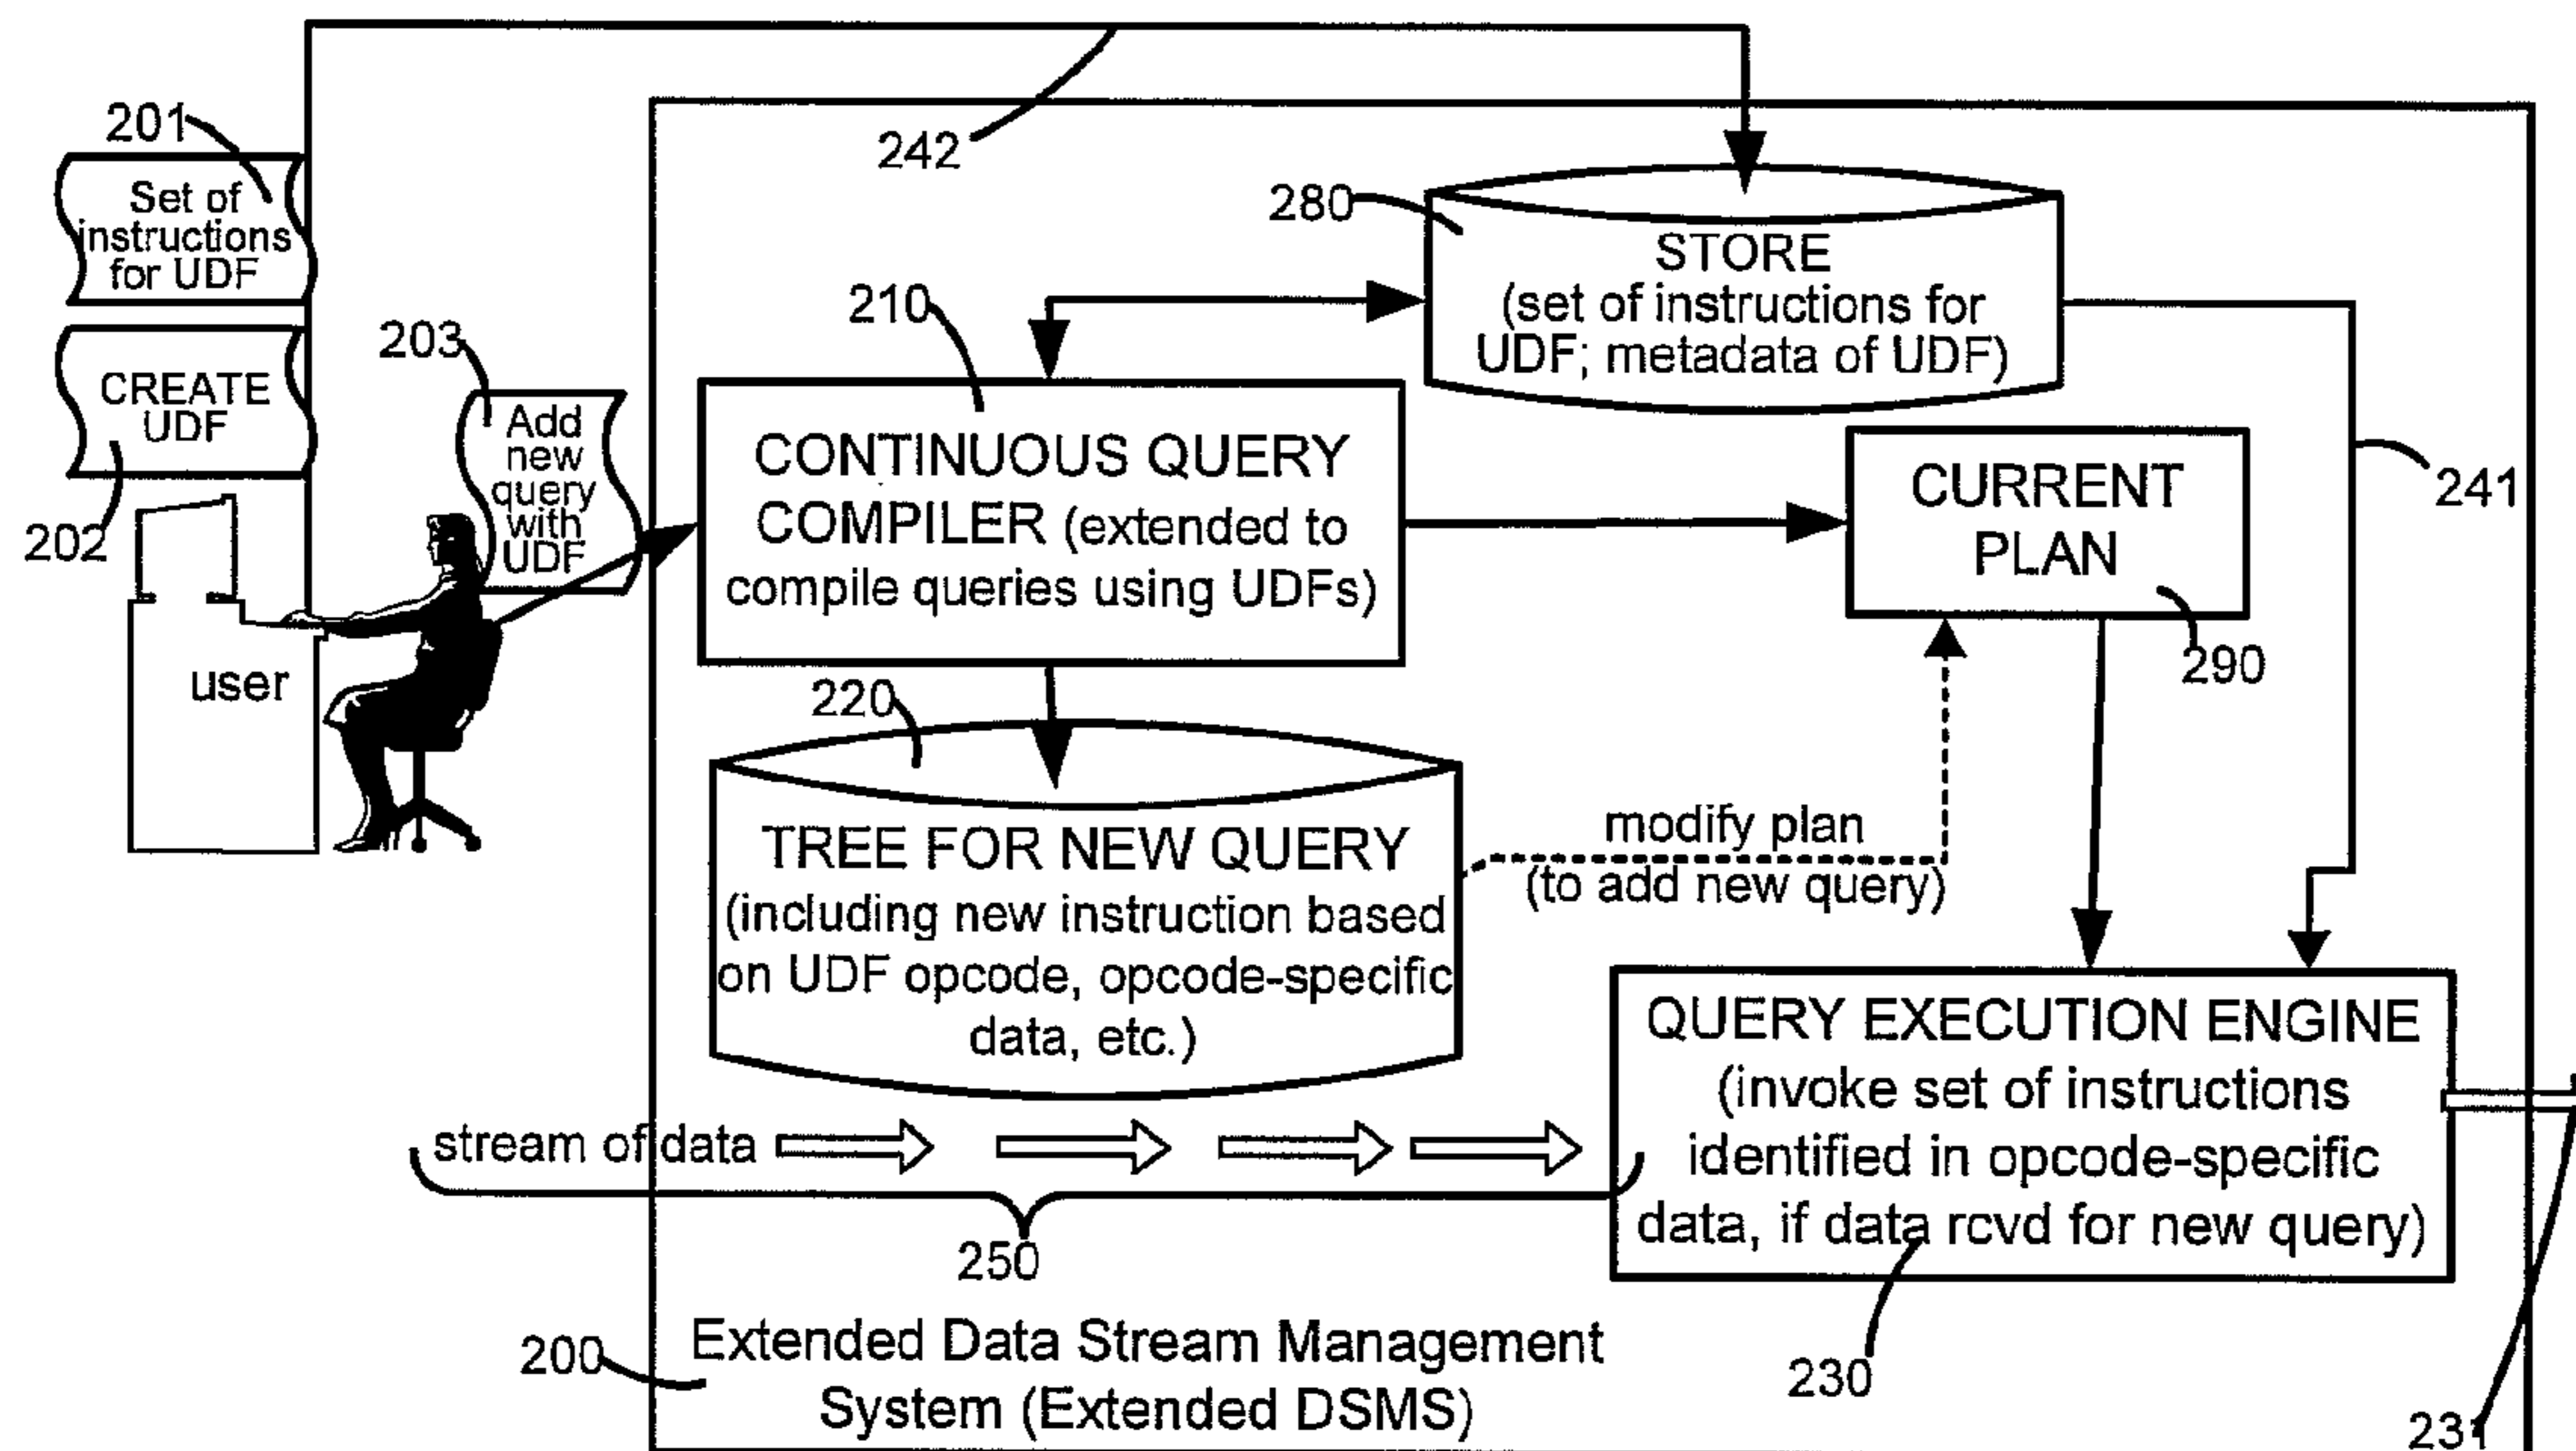 201
Set of
instructions
for UDF
CREATE
UDF
202
203
Add
new
query
with
UDF
user
242
280
STORE
(set of instructions for
UDF; metadata of UDF)
210
CONTINUOUS QUERY
COMPILER (extended to
compile queries using UDFs)
CURRENT
PLAN
241
290
220
TREE FOR NEW QUERY
(including new instruction based
on UDF opcode, opcode-specific
data, etc.)
modify plan
(to add new query)
QUERY EXECUTION ENGINE
(invoke set of instructions
identified in opcode-specific
data, if data rcvd for new query)
stream of data
250
230
231
200
Extended Data Stream Management
System (Extended DSMS)